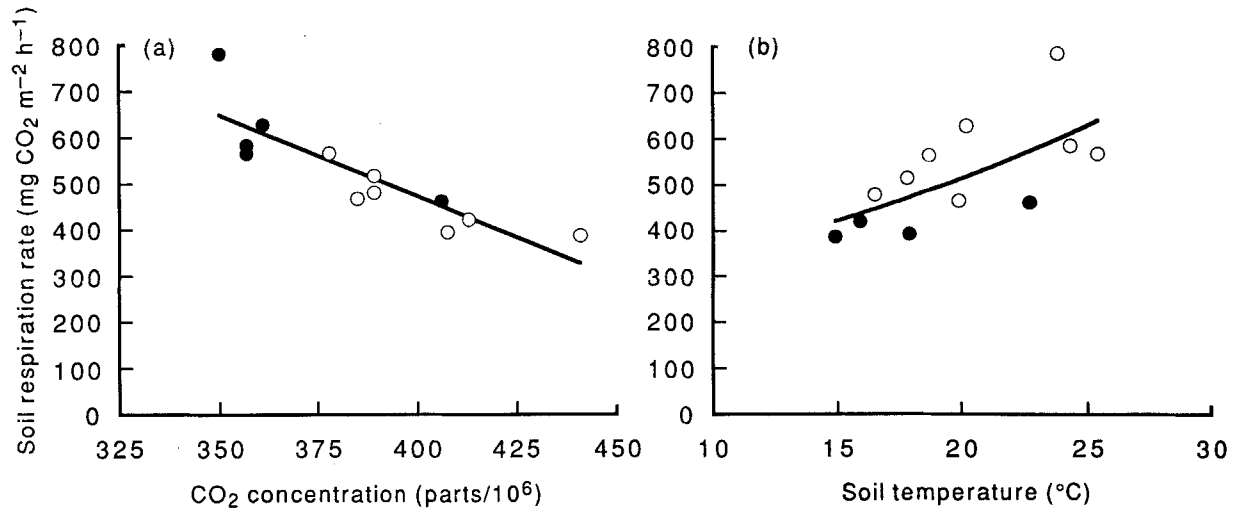 Soil respiration rate (mg CO₂ m⁻² h⁻¹)
(a)
800
700
600
500
400
300
200
100
0
325 350 375 400 425 450
CO₂ concentration (parts/10⁶)
(b)
800
700
600
500
400
300
200
100
0
10 15 20 25 30
Soil temperature (°C)